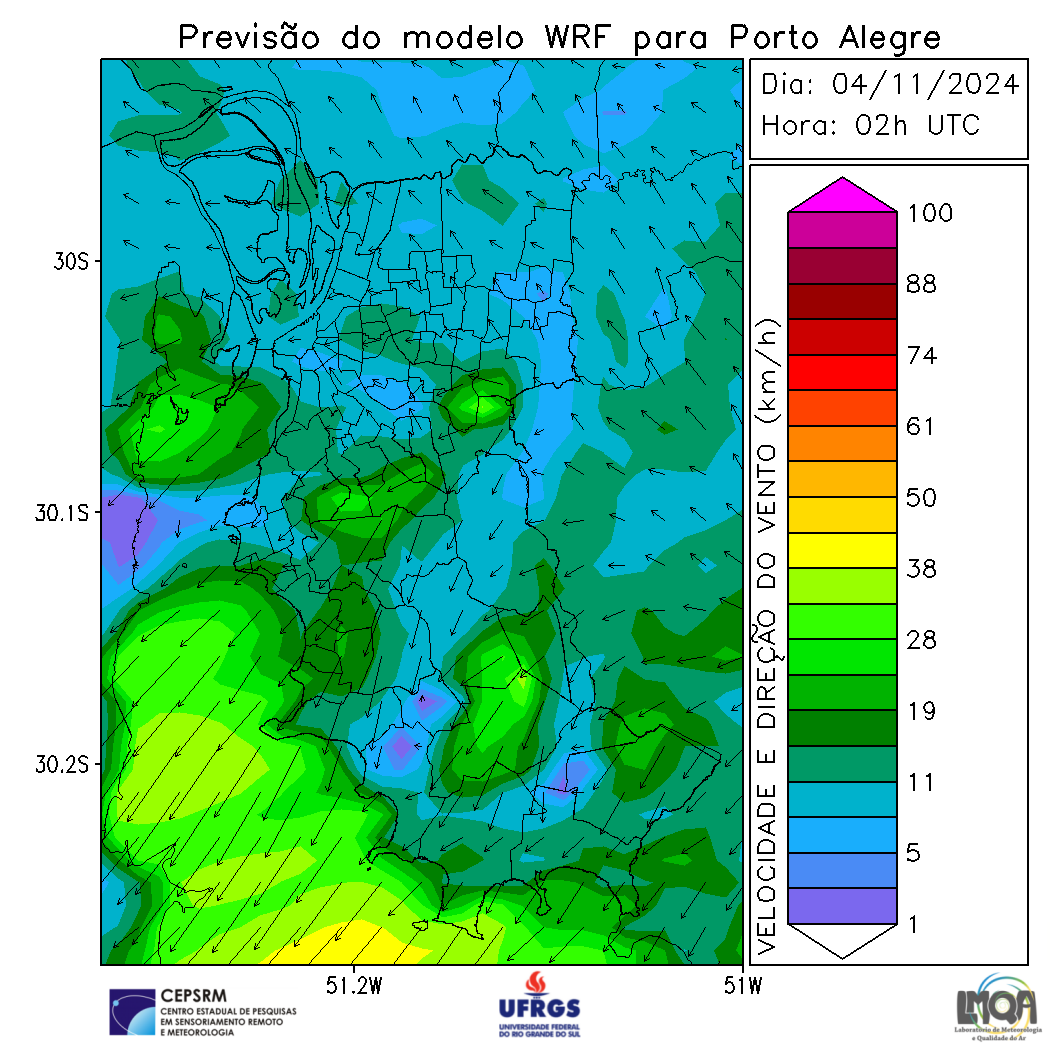 Previsão do modelo WRF para Porto Alegre
Dia: 04/11/2024
Hora: 02h UTC
30S
30.1S
30.2S
51.2W
51W
VELOCIDADE E DIREÇÃO DO VENTO (km/h)
100
88
74
61
50
38
28
19
11
5
1
CEPSRM
CENTRO ESTADUAL DE PESQUISAS
EM SENSORIAMENTO REMOTO
E METEOROLOGIA
UFRGS
UNIVERSIDADE FEDERAL
DO RIO GRANDE DO SUL
LMQA
Laboratório de Meteorologia
e Qualidade do Ar